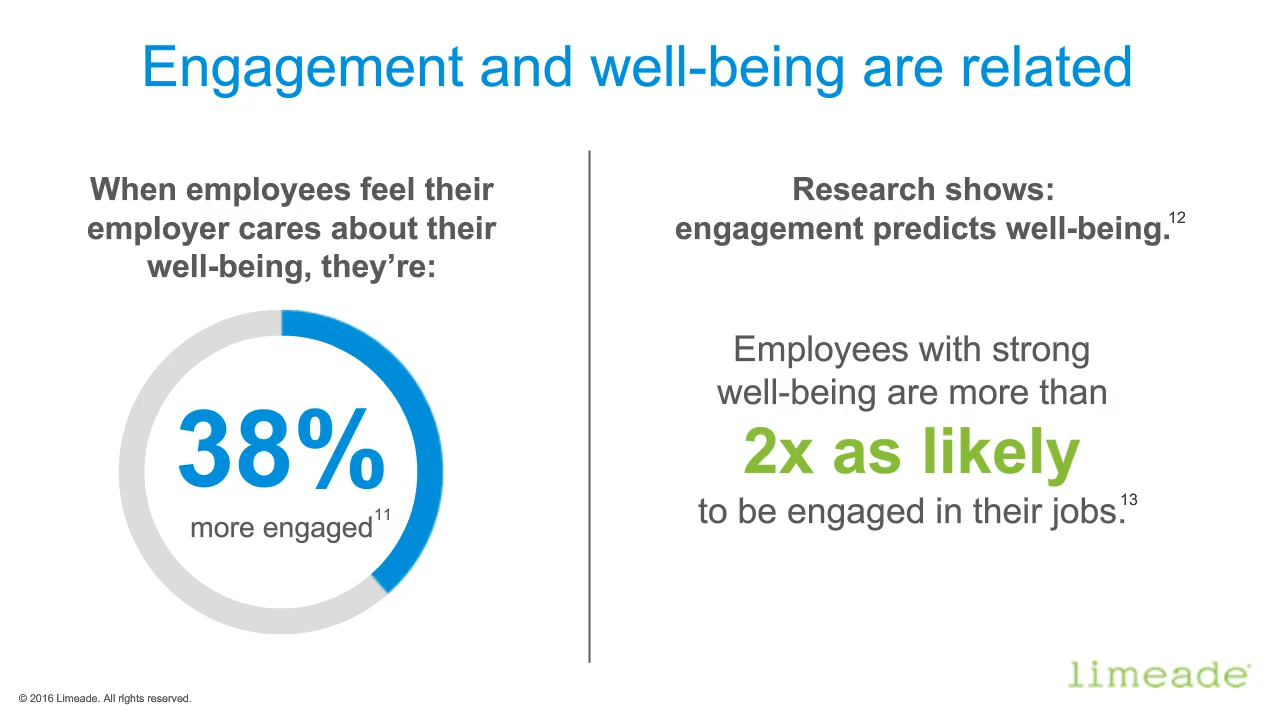 Engagement and well-being are related
When employees feel their
employer cares about their
well-being, they’re:
38%
more engaged11
Research shows:
engagement predicts well-being.12
Employees with strong
well-being are more than
2x as likely
to be engaged in their jobs.13
limeade
© 2016 Limeade. All rights reserved.